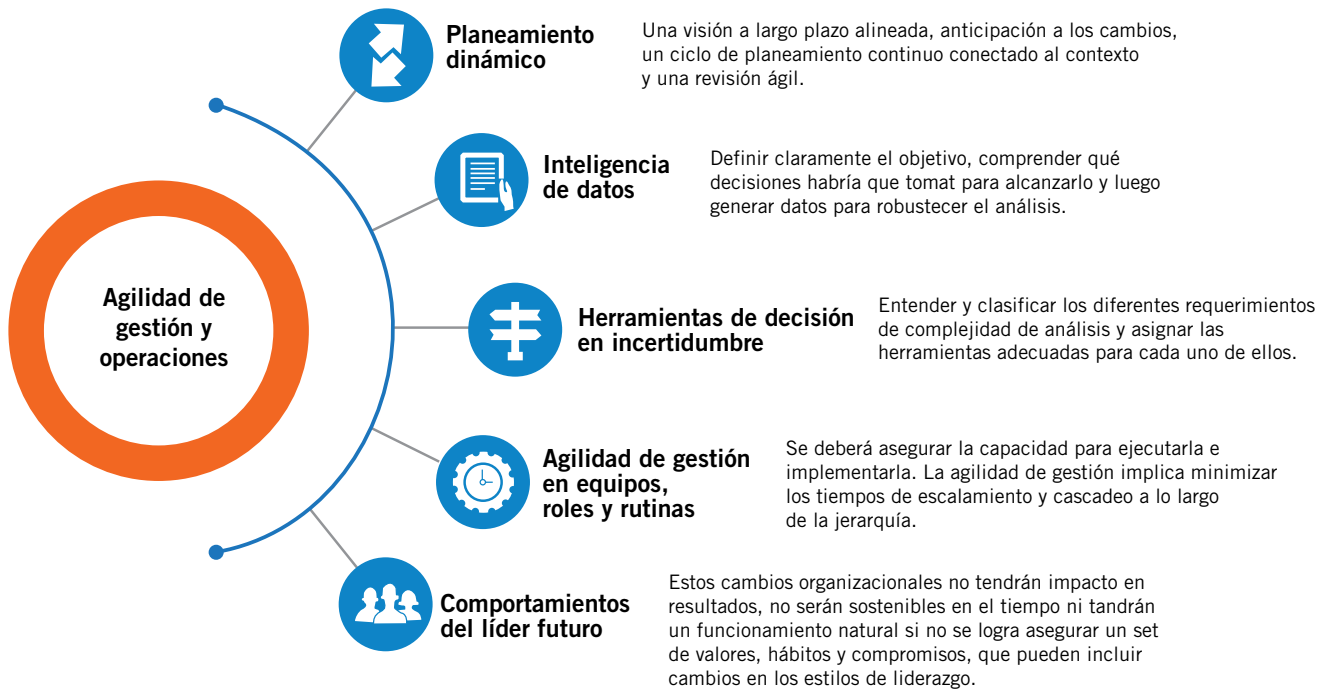 Agilidad de
gestión y
operaciones
Planeamiento
dinámico
Una visión a largo plazo alineada, anticipación a los cambios,
un ciclo de planeamiento continuo conectado al contexto
y una revisión ágil.
Inteligencia
de datos
Definir claramente el objetivo, comprender qué
decisiones habría que tomat para alcanzarlo y luego
generar datos para robustecer el análisis.
Herramientas de decisión
en incertidumbre
Entender y clasificar los diferentes requerimientos
de complejidad de análisis y asignar las
herramientas adecuadas para cada uno de ellos.
Agilidad de gestión
en equipos,
roles y rutinas
Se deberá asegurar la capacidad para ejecutarla e
implementarla. La agilidad de gestión implica minimizar
los tiempos de escalamiento y cascadeo a lo largo
de la jerarquía.
Comportamientos
del líder futuro
Estos cambios organizacionales no tendrán impacto en
resultados, no serán sostenibles en el tiempo ni tandrán
un funcionamiento natural si no se logra asegurar un set
de valores, hábitos y compromisos, que pueden incluir
cambios en los estilos de liderazgo.